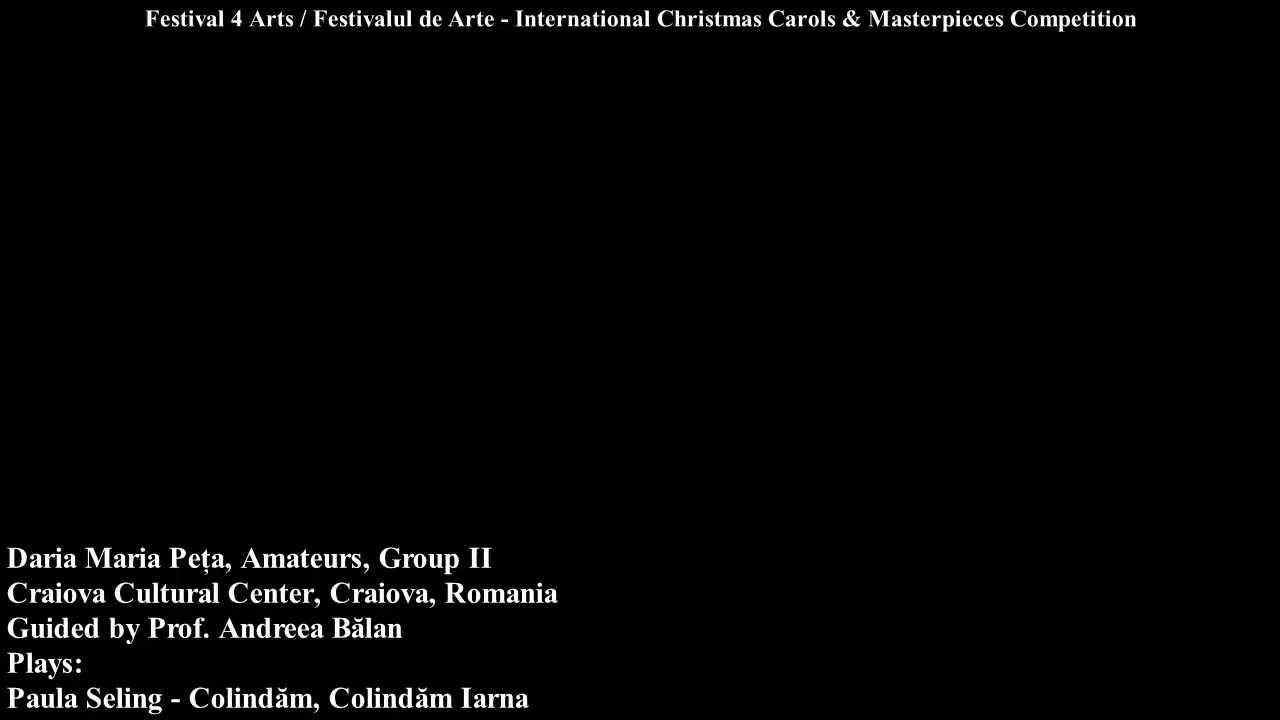 Festival 4 Arts / Festivalul de Arte - International Christmas Carols & Masterpieces Competition
Daria Maria Peța, Amateurs, Group II
Craiova Cultural Center, Craiova, Romania
Guided by Prof. Andreea Bălan
Plays:
Paula Seling - Colindăm, Colindăm Iarna